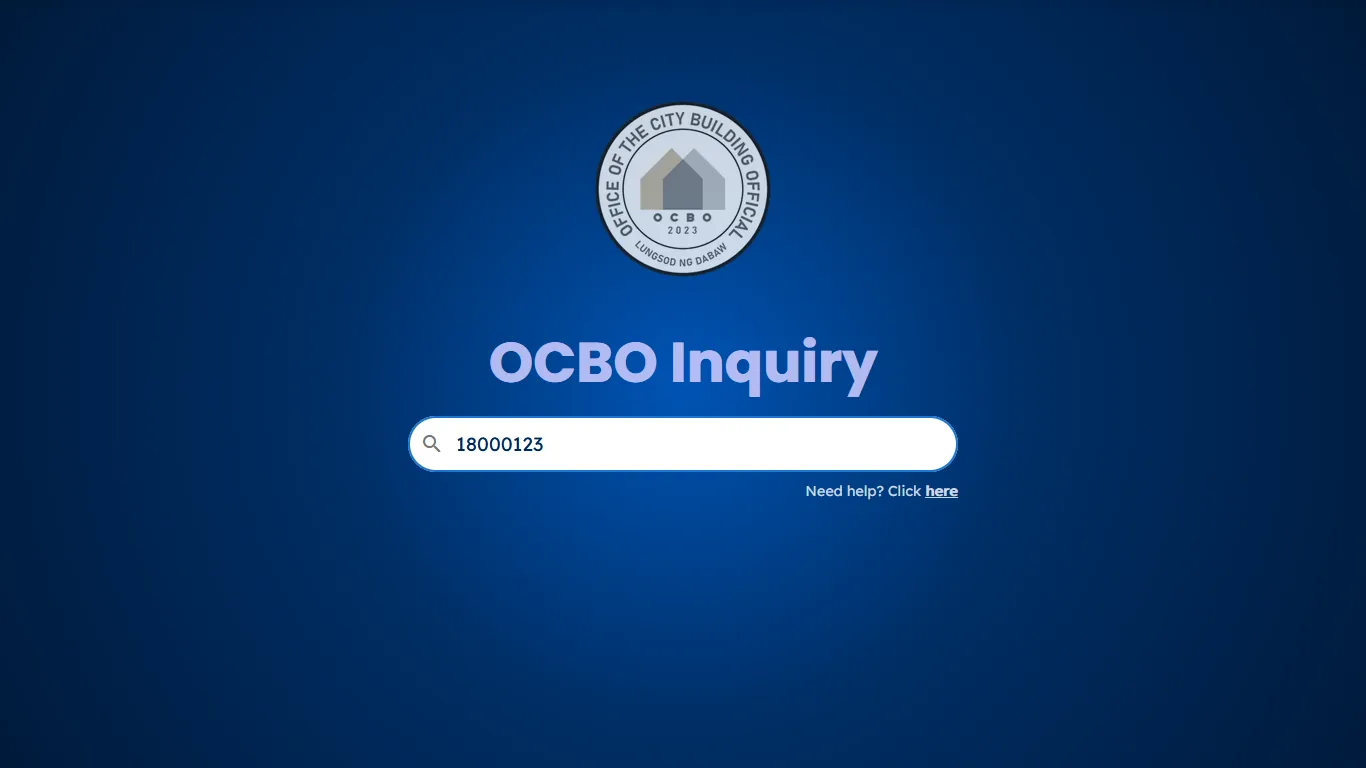 OFFICE OF THE CITY BUILDING OFFICIAL
OCBO
2023
LUNGSOD NG DABAW
OCBO Inquiry
18000123
Need help? Click here